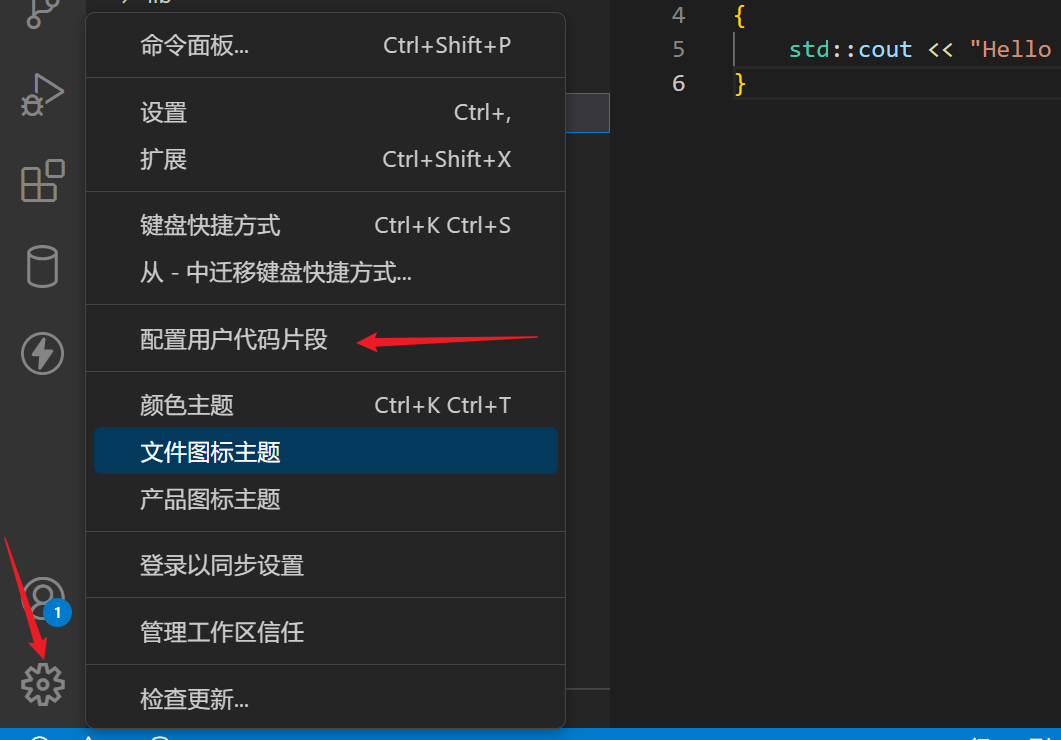 命令面板... Ctrl+Shift+P
设置 Ctrl+,
扩展 Ctrl+Shift+X
键盘快捷方式 Ctrl+K Ctrl+S
从 - 中迁移键盘快捷方式...
配置用户代码片段
颜色主题 Ctrl+K Ctrl+T
文件图标主题
产品图标主题
登录以同步设置
管理工作区信任
检查更新...
1
4 {
5 std::cout << "Hello
6 }